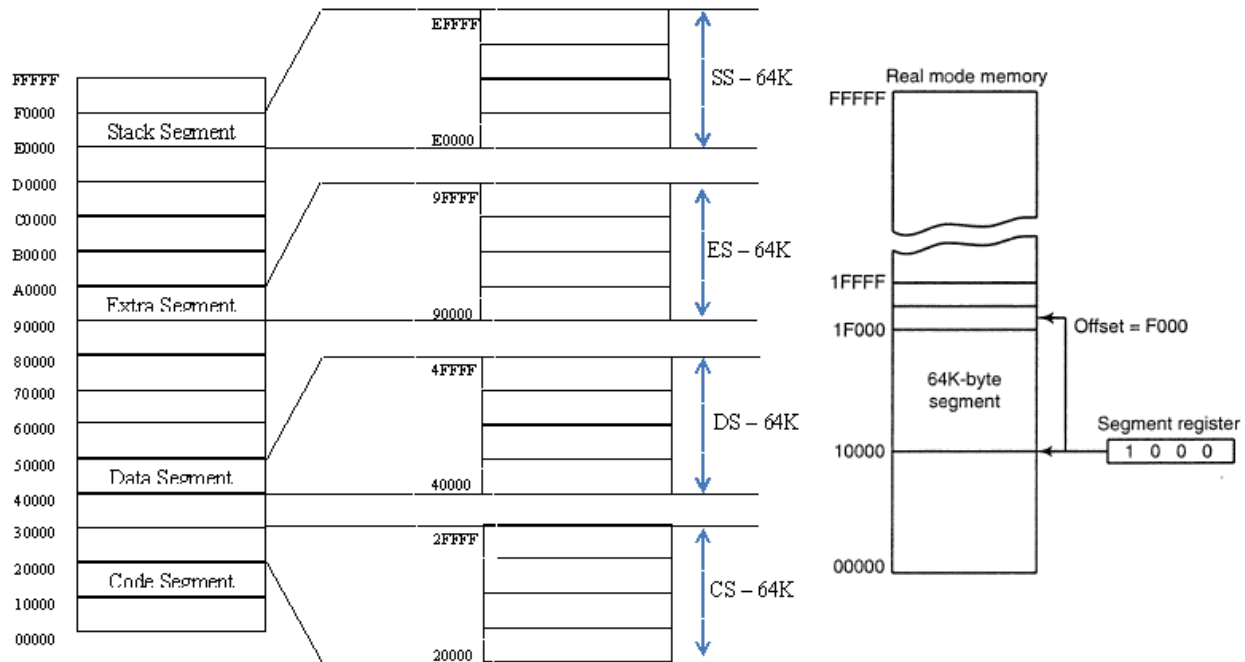 FFFFF
F0000
E0000
D0000
C0000
B0000
A0000
90000
80000
70000
60000
50000
40000
30000
20000
10000
00000
Stack Segment
Extra Segment
Data Segment
Code Segment
EFFFF
E0000
SS – 64K
9FFFF
90000
ES – 64K
4FFFF
40000
DS – 64K
2FFFF
20000
CS – 64K
Real mode memory
FFFFF
1FFFF
1F000
Offset = F000
64K-byte
segment
Segment register
1 0 0 0
10000
00000